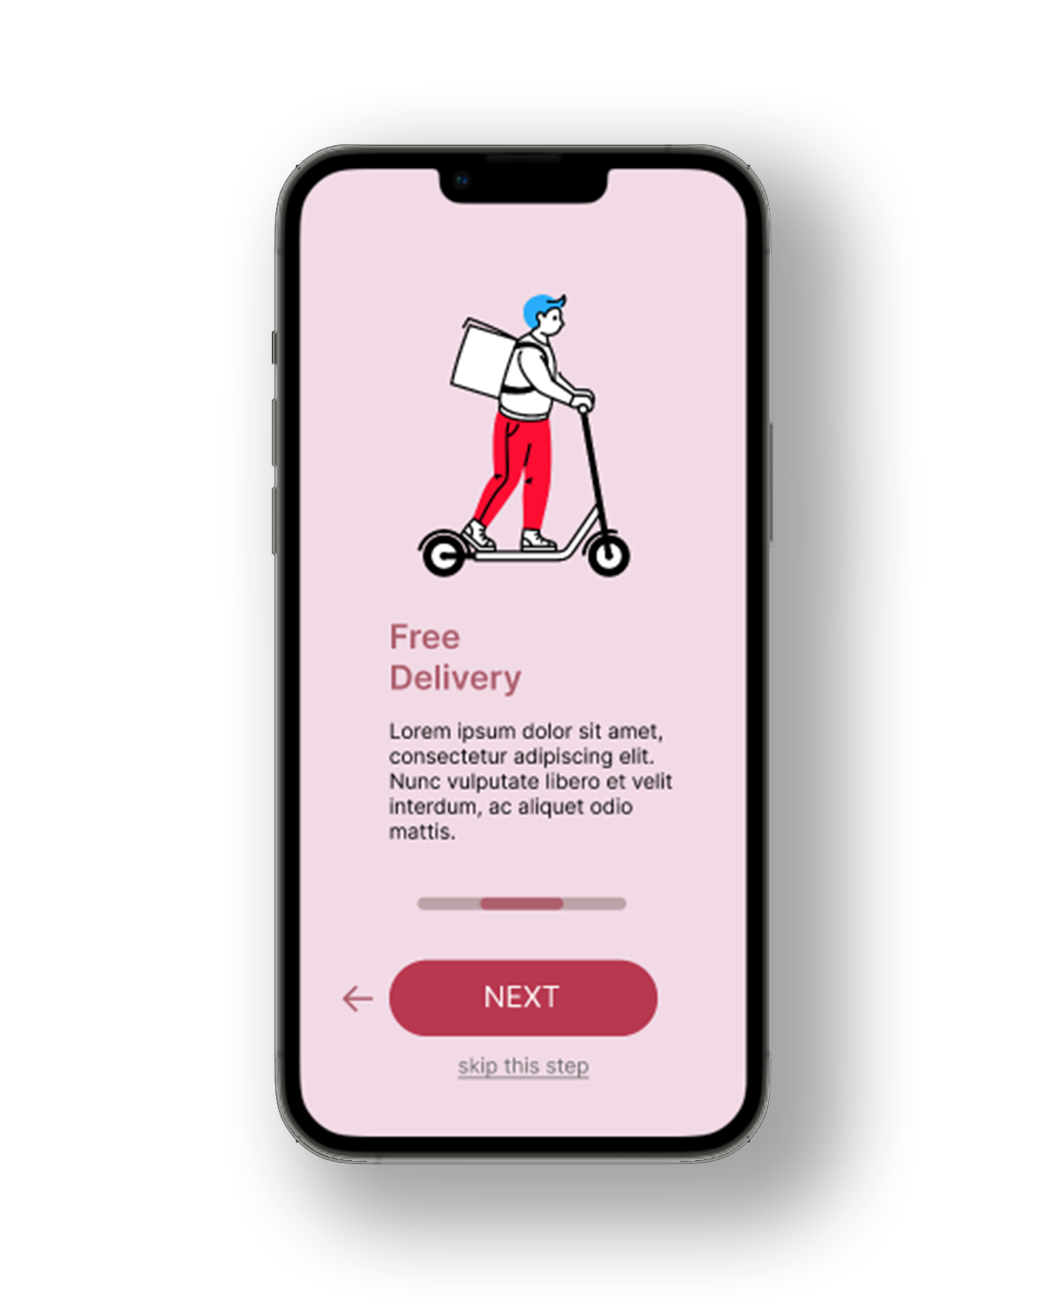 Free
Delivery
Lorem ipsum dolor sit amet,
consectetur adipiscing elit.
Nunc vulputate libero et velit
interdum, ac aliquet odio
mattis.
NEXT
skip this step